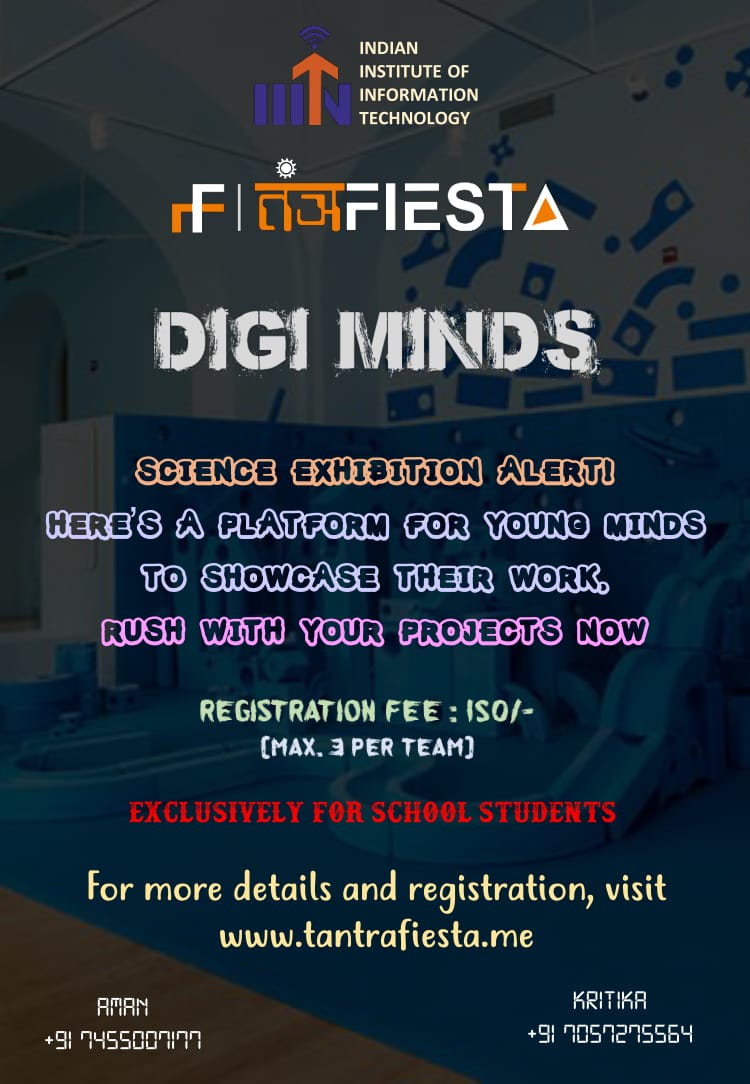 IIITN
INDIAN
INSTITUTE OF
INFORMATION
TECHNOLOGY
तंत्रFIESTA
DIGI MINDS
SCIENCE EXHIBITION ALERT!
HERE'S A PLATFORM FOR YOUNG MINDS
TO SHOWCASE THEIR WORK.
RUSH WITH YOUR PROJECTS NOW
REGISTRATION FEE : 150/-
[MAX. 3 PER TEAM]
EXCLUSIVELY FOR SCHOOL STUDENTS
For more details and registration, visit
www.tantrafiesta.me
AMAN
+91 7455007177
KRITIKA
+91 7057275564